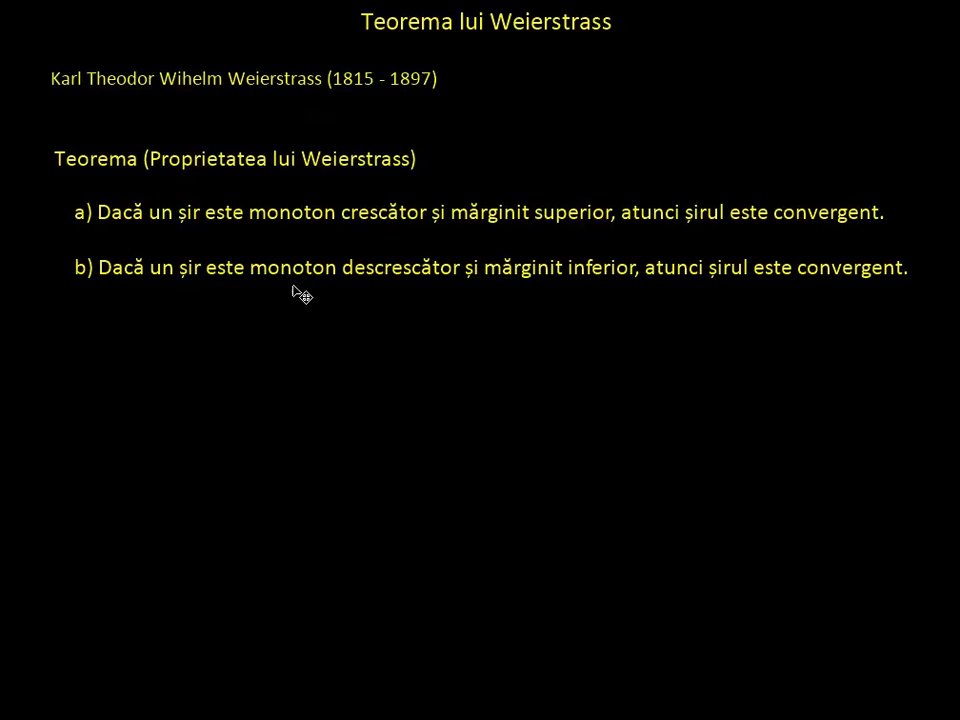 Teorema lui Weierstrass
Karl Theodor Wihelm Weierstrass (1815 - 1897)
Teorema (Proprietatea lui Weierstrass)
a) Dacă un șir este monoton crescător și mărginit superior, atunci șirul este convergent.
b) Dacă un șir este monoton descrescător și mărginit inferior, atunci șirul este convergent.